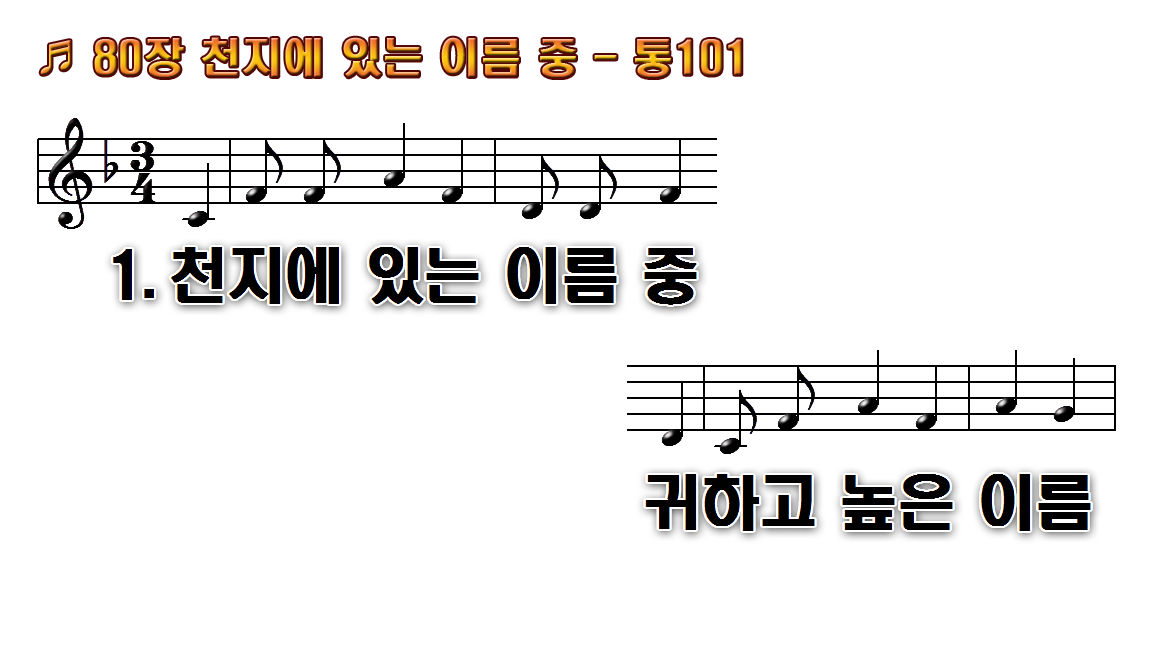 ♬ 80장 천지에 있는 이름 중 - 통101
3
4
1. 천지에 있는 이름 중
귀하고 높은 이름